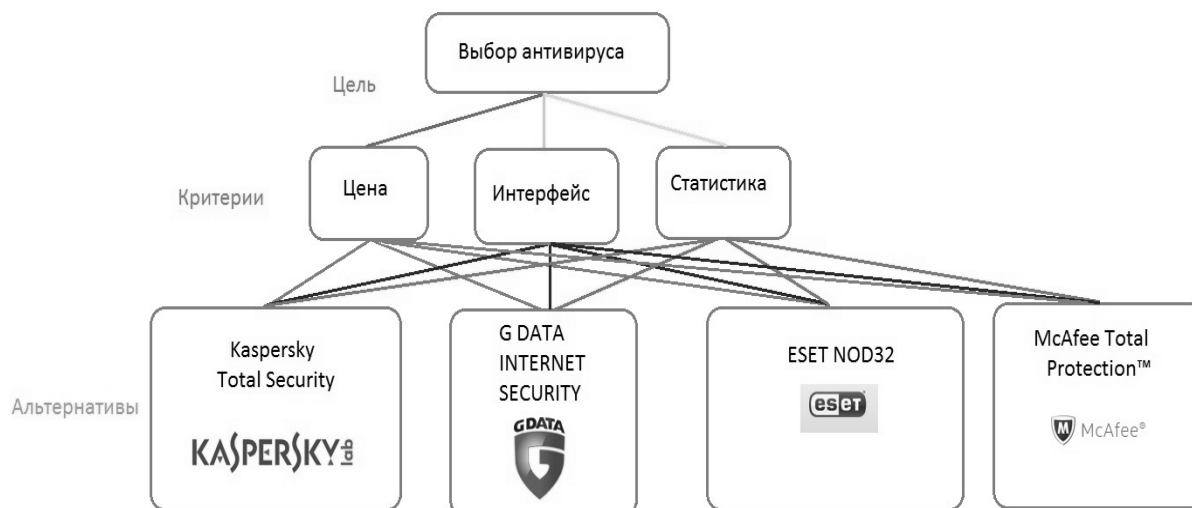 Выбор антивируса
Цель
Цена
Интерфейс
Статистика
Критерии
Kaspersky
Total Security
KASPERSKY lab
G DATA
INTERNET
SECURITY
G DATA
G
ESET NOD32
eset
McAfee Total
Protection™
M McAfee®
Альтернативы